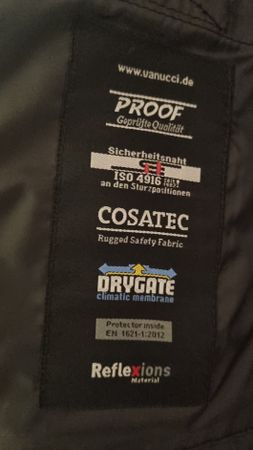 www.vanucci.de
PROOF
Geprüfte Qualität
Sicherheitsnaht
ISO 4916
an den Sturzpositionen
COSATEC
Rugged Safety Fabric
DRYGATE
climatic membrane
Protector inside
EN 1621-1:2012
Reflexions
Material